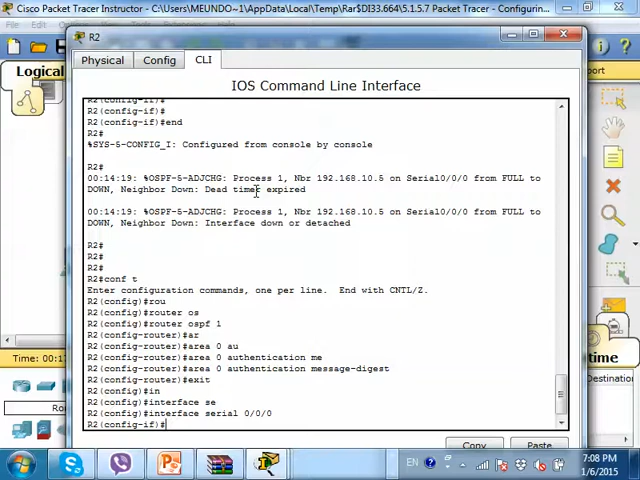 Cisco Packet Tracer Instructor - C:\Users\MEUNDO~1\AppData\Local\Temp\Rar$DI33.664\5.1.5.7 Packet Tracer - Configuring
R2
Logical
Physical
Config
CLI
IOS Command Line Interface
R2(config-if)#
R2(config-if)#
R2(config-if)#end
R2#
%SYS-5-CONFIG_I: Configured from console by console
R2#
00:14:19: %OSPF-5-ADJCHG: Process 1, Nbr 192.168.10.5 on Serial0/0/0 from FULL to
DOWN, Neighbor Down: Dead timer expired
00:14:19: %OSPF-5-ADJCHG: Process 1, Nbr 192.168.10.5 on Serial0/0/0 from FULL to
DOWN, Neighbor Down: Interface down or detached
R2#
R2#
R2#
R2#conf t
Enter configuration commands, one per line.  End with CNTL/Z.
R2(config)#rou
R2(config)#router os
R2(config)#router ospf 1
R2(config-router)#ar
R2(config-router)#area 0 au
R2(config-router)#area 0 authentication me
R2(config-router)#area 0 authentication message-digest
R2(config-router)#exit
R2(config)#in
R2(config)#interface se
R2(config)#interface serial 0/0/0
R2(config-if)#
Copy
Paste
port
Time: 00:1
time
Destination
EN
7:08 PM
1/6/2015